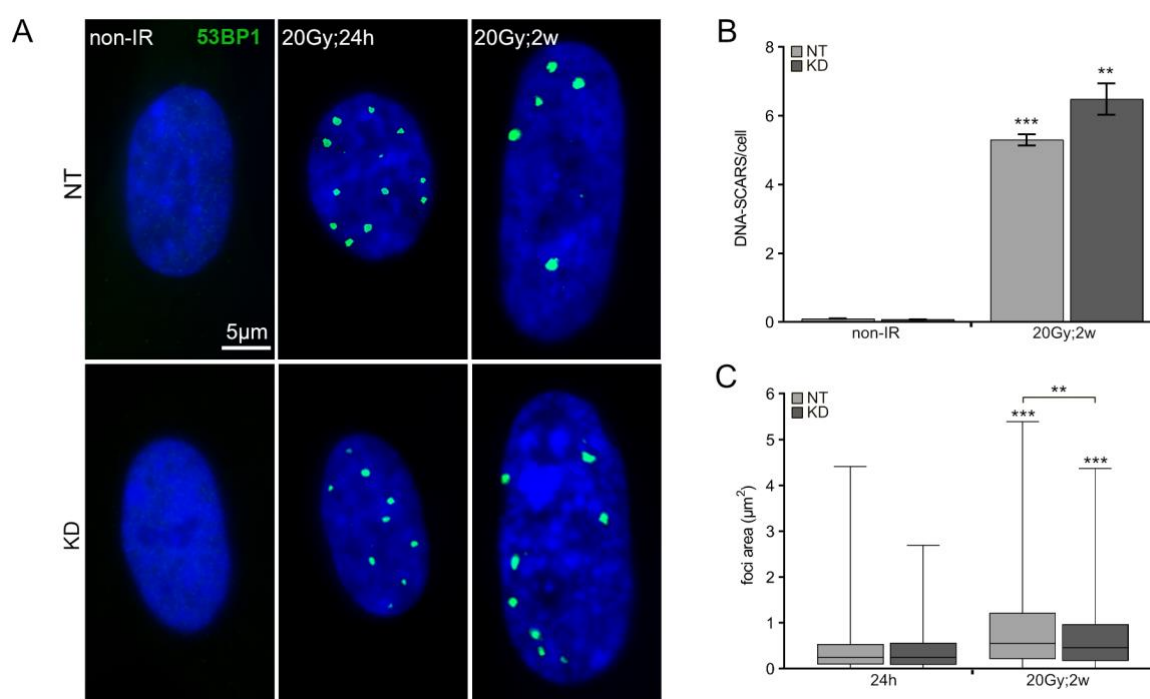 A
non-IR 53BP1
20Gy;24h
20Gy;2w
NT
5µm
KD
B
NT
KD
8
6
4
2
0
DNA-SCARS/cell
***
**
non-IR
20Gy;2w
C
NT
KD
6
5
4
3
2
1
0
foci area (µm²)
**
***
***
24h
20Gy;2w